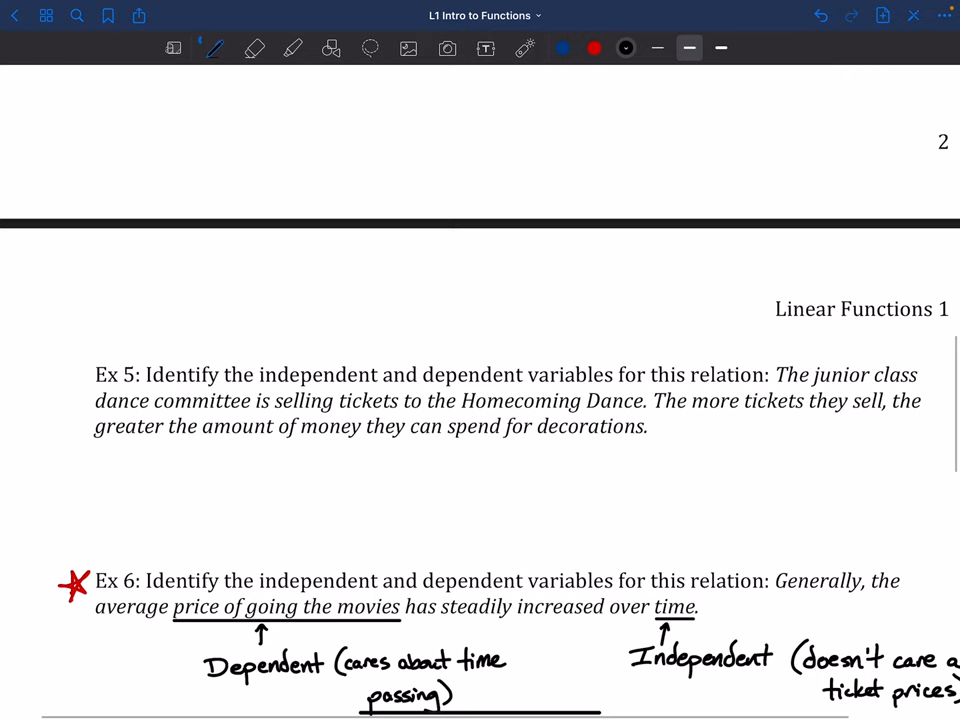 L1 Intro to Functions
2
Linear Functions 1
Ex 5: Identify the independent and dependent variables for this relation: The junior class
dance committee is selling tickets to the Homecoming Dance. The more tickets they sell, the
greater the amount of money they can spend for decorations.
Ex 6: Identify the independent and dependent variables for this relation: Generally, the
average price of going the movies has steadily increased over time.
Dependent (cares about time
passing)
Independent (doesn't care a
ticket prices)